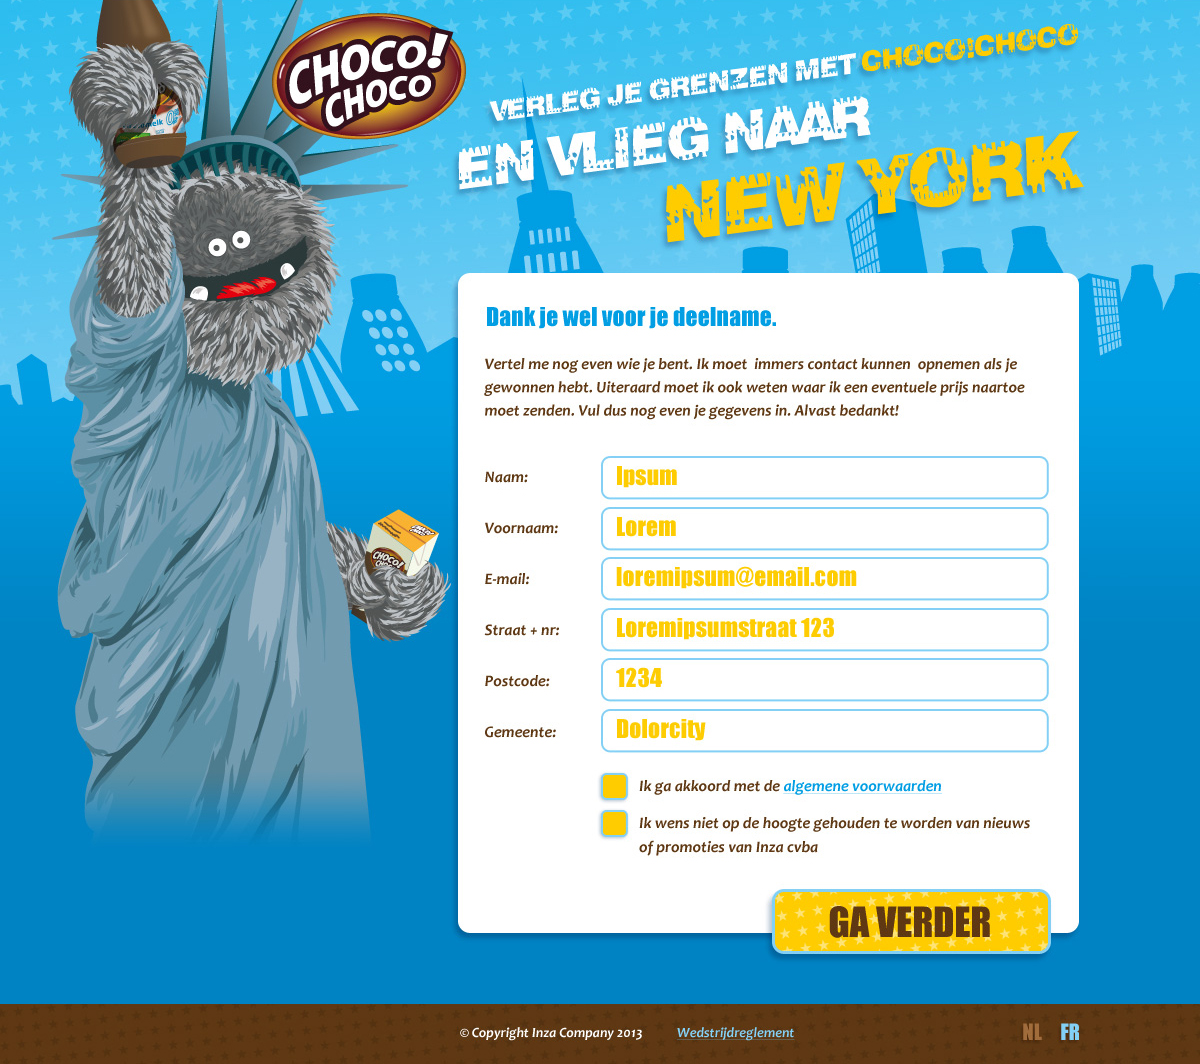 CHOCO!
CHOCO
VERLEG JE GRENZEN MET CHOCO!CHOCO
EN VLIEG NAAR
NEW YORK
Dank je wel voor je deelname.
Vertel me nog even wie je bent. Ik moet immers contact kunnen opnemen als je
gewonnen hebt. Uiteraard moet ik ook weten waar ik een eventuele prijs naartoe
moet zenden. Vul dus nog even je gegevens in. Alvast bedankt!
Naam: Ipsum
Voornaam: Lorem
E-mail: loremipsum@email.com
Straat + nr: Loremipsumstraat 123
Postcode: 1234
Gemeente: Dolorcity
CHOCO!
Ik ga akkoord met de algemene voorwaarden
Ik wens niet op de hoogte gehouden te worden van nieuws
of promoties van Inza cvba
GA VERDER
© Copyright Inza Company 2013 Wedstrijdreglement NL FR